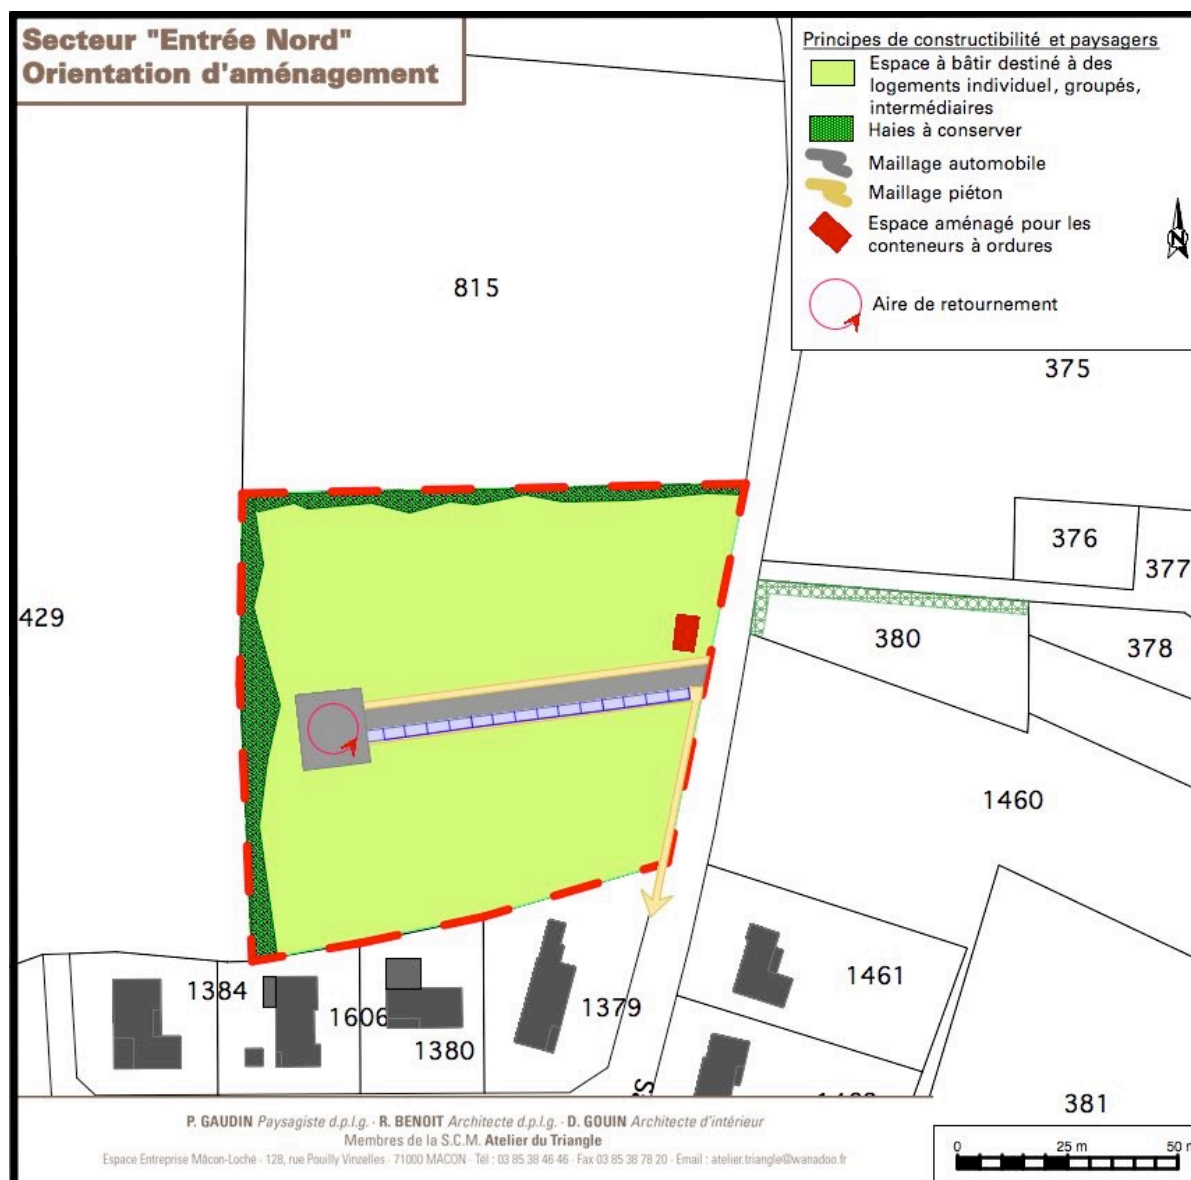 Secteur "Entrée Nord"
Orientation d'aménagement
Principes de constructibilité et paysagers
Espace à bâtir destiné à des
logements individuel, groupés,
intermédiaires
Haies à conserver
Maillage automobile
Maillage piéton
Espace aménagé pour les
conteneurs à ordures
N
Aire de retournement
815
375
376
377
429
380
378
1460
1384
1606
1380
1379
1461
381
P. GAUDIN Paysagiste d.p.l.g. - R. BENOIT Architecte d.p.l.g. - D. GOUIN Architecte d'intérieur
Membres de la S.C.M. Atelier du Triangle
Espace Entreprise Mâcon-Loché - 128, rue Pouilly Vinzelles - 71000 MACON - Tél : 03 85 38 46 46 - Fax 03 85 38 78 20 - Email : atelier.triangle@wanadoo.fr
0 25 m 50 m